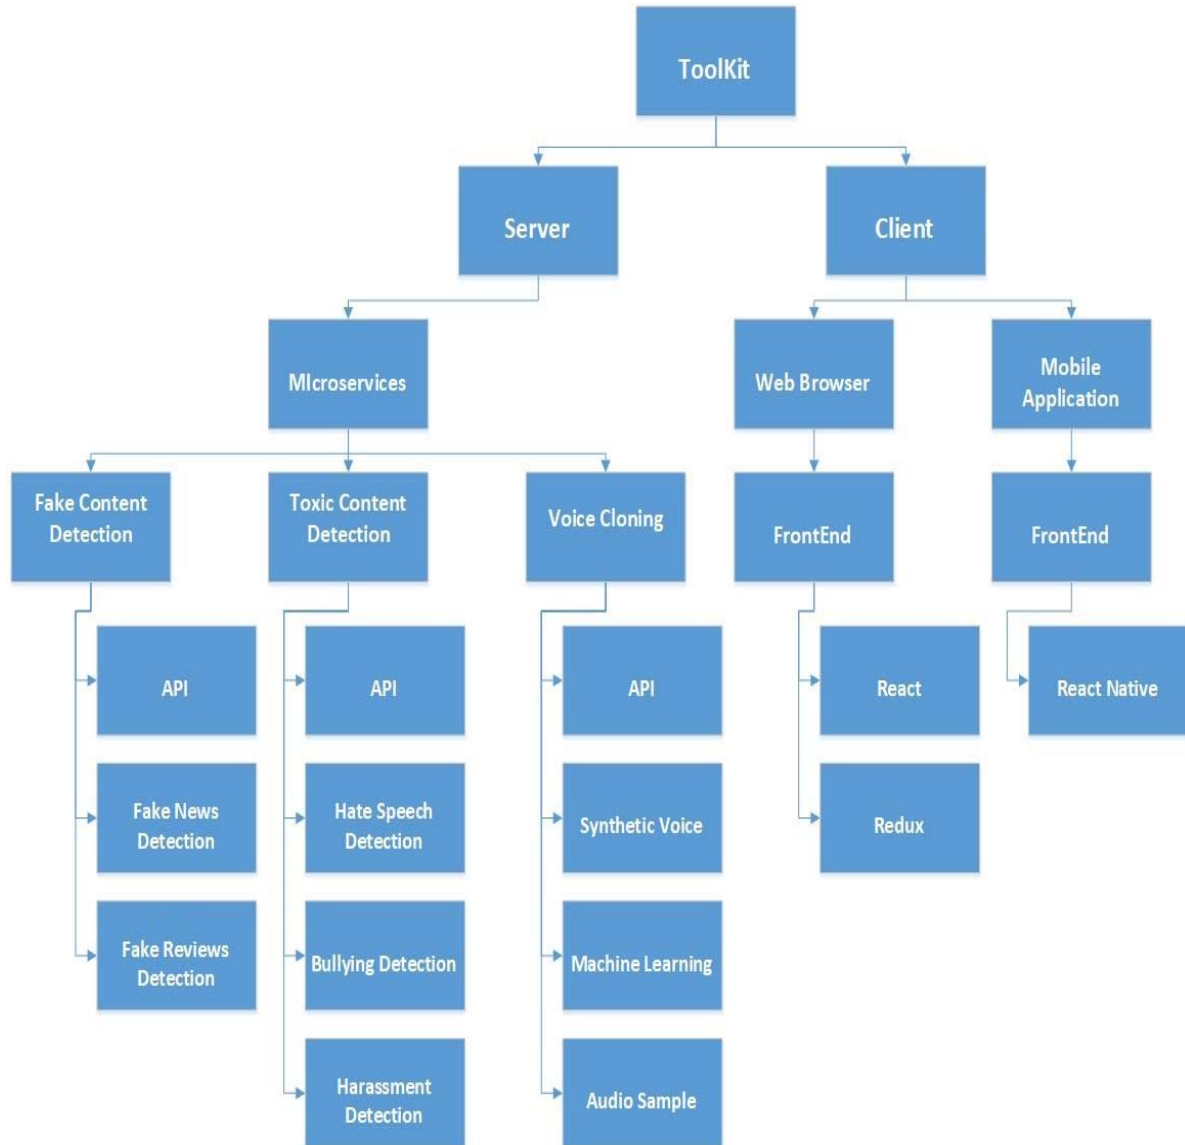 ToolKit
Server
Client
MIcroservices
Web Browser
Mobile
Application
Fake Content
Detection
Toxic Content
Detection
Voice Cloning
FrontEnd
FrontEnd
API
API
API
React
React Native
Fake News
Detection
Hate Speech
Detection
Synthetic Voice
Redux
Fake Reviews
Detection
Bullying Detection
Machine Learning
Harassment
Detection
Audio Sample